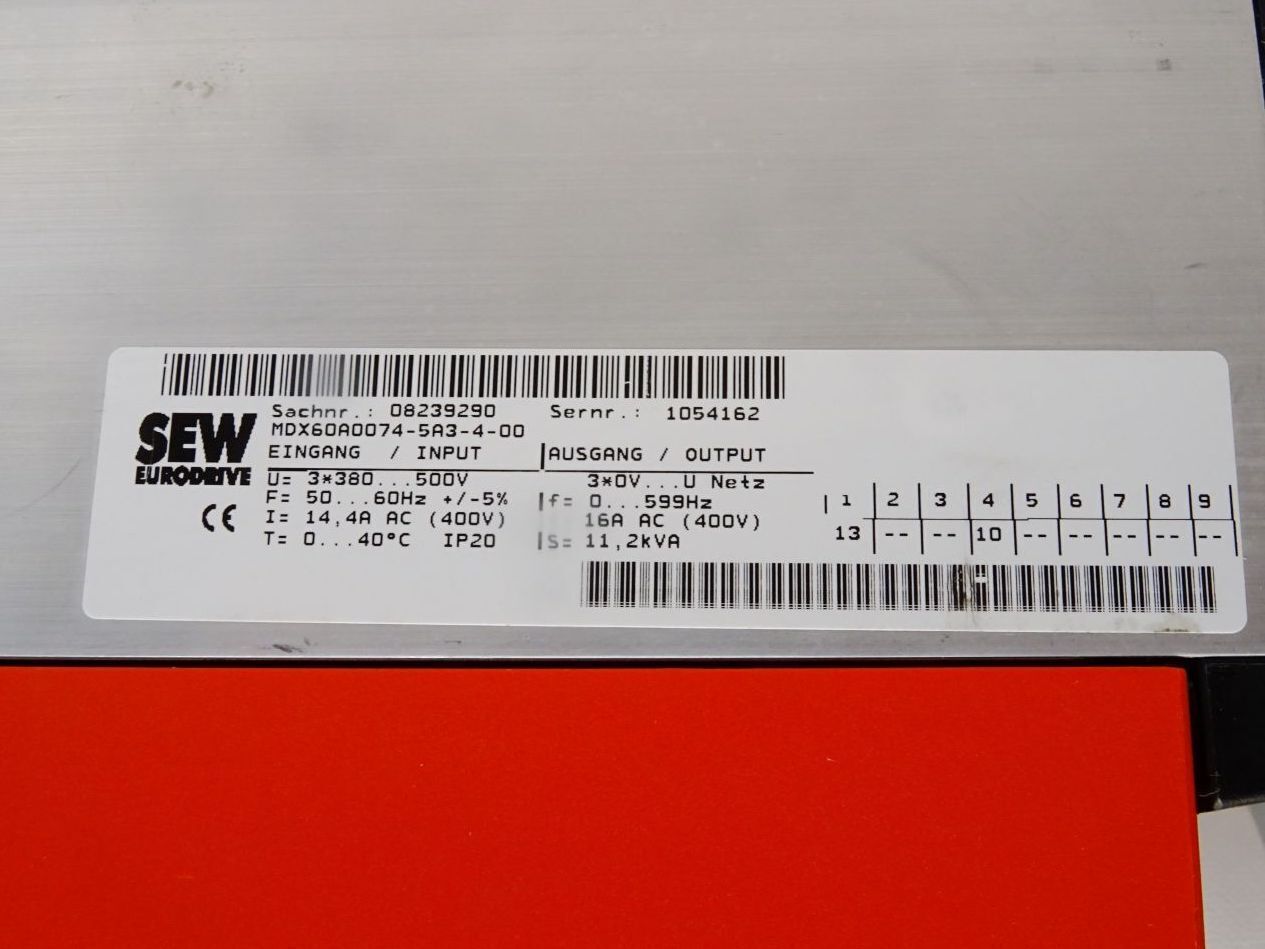 Sachnr.: 08239290 Sernr.: 1054162
SEW
EURODRIVE
MDX60A0074-5A3-4-00
EINGANG / INPUT AUSGANG / OUTPUT
U= 3*380...500V 3*0V...U Netz
F= 50...60Hz +/-5% f= 0...599Hz
I= 14,4A AC (400V) 16A AC (400V)
T= 0...40°C IP20 S= 11,2kVA
CE
1 2 3 4 5 6 7 8 9
13 -- -- 10 -- -- -- -- --